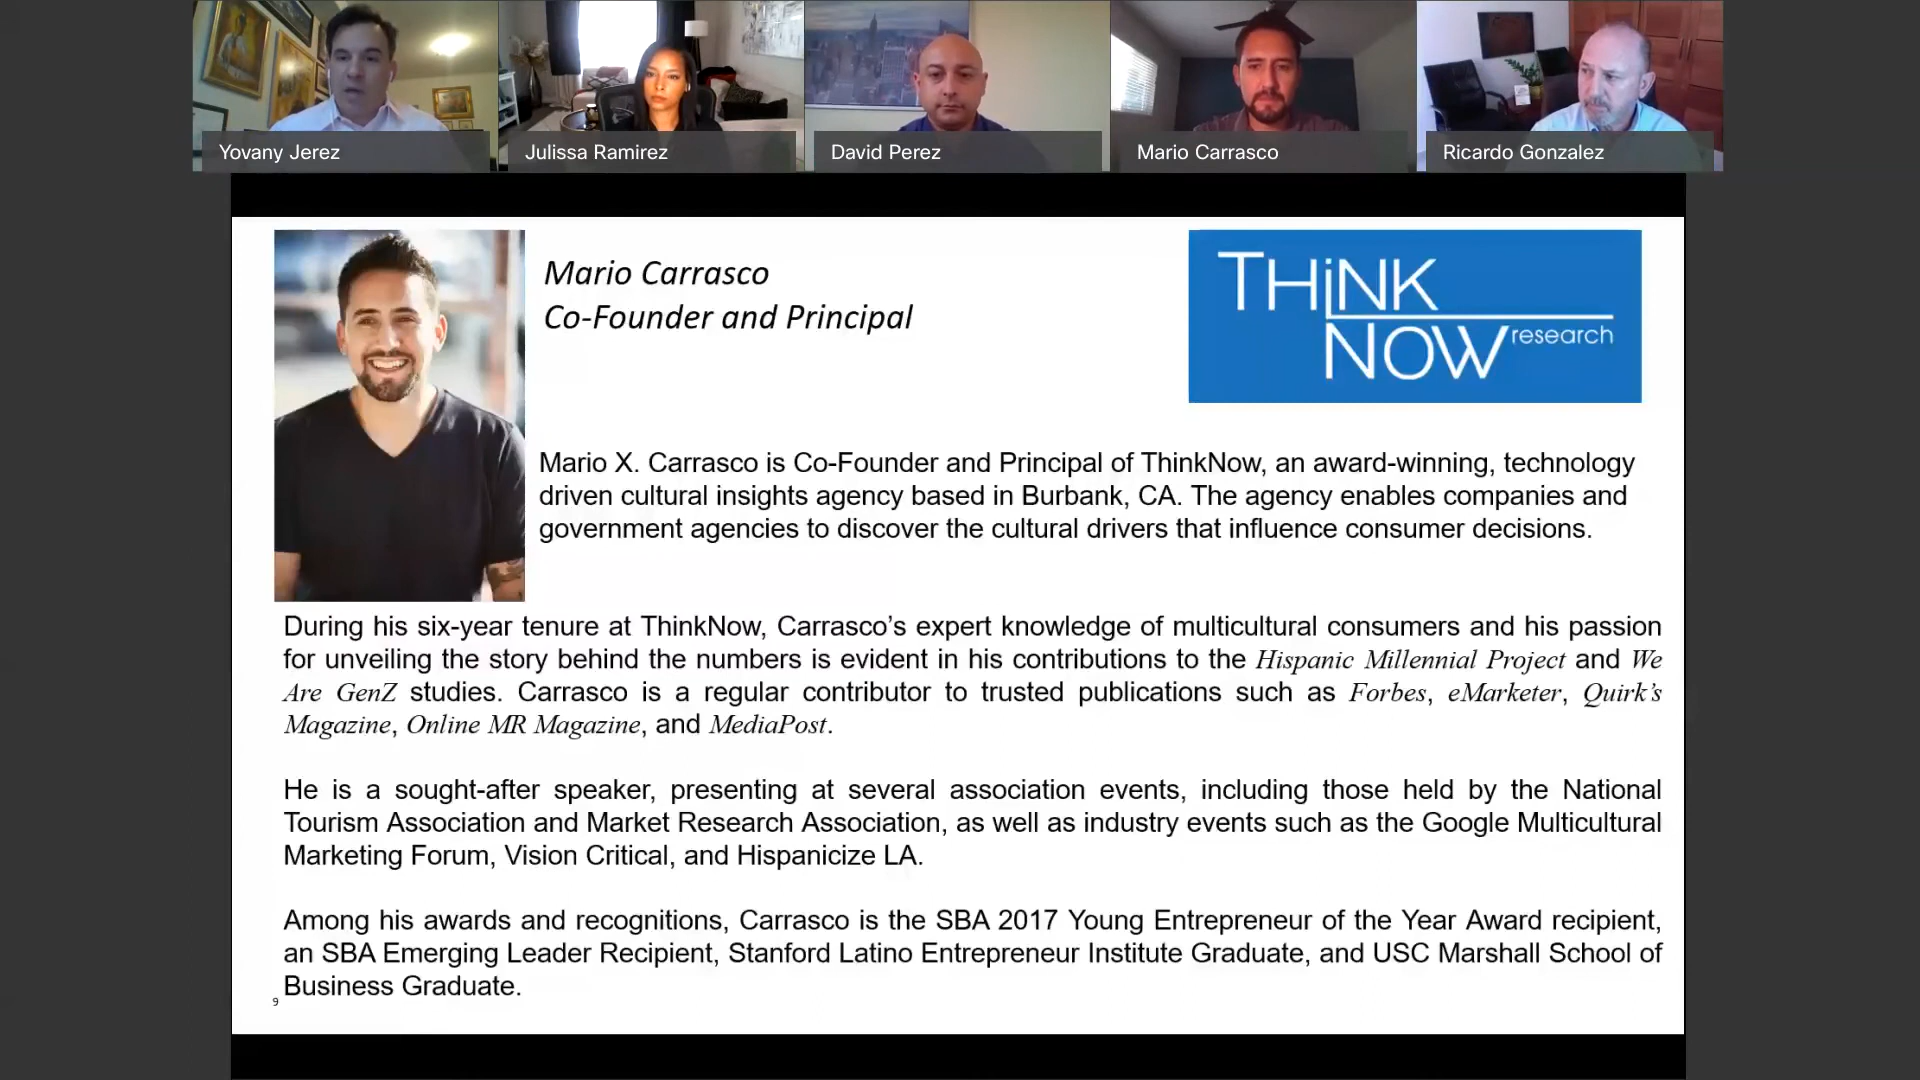 Yovany Jerez
Julissa Ramirez
David Perez
Mario Carrasco
Ricardo Gonzalez
Mario Carrasco
Co-Founder and Principal
THiNK
NOW research
Mario X. Carrasco is Co-Founder and Principal of ThinkNow, an award-winning, technology
driven cultural insights agency based in Burbank, CA. The agency enables companies and
government agencies to discover the cultural drivers that influence consumer decisions.
During his six-year tenure at ThinkNow, Carrasco’s expert knowledge of multicultural consumers and his passion
for unveiling the story behind the numbers is evident in his contributions to the Hispanic Millennial Project and We
Are GenZ studies. Carrasco is a regular contributor to trusted publications such as Forbes, eMarketer, Quirk’s
Magazine, Online MR Magazine, and MediaPost.
He is a sought-after speaker, presenting at several association events, including those held by the National
Tourism Association and Market Research Association, as well as industry events such as the Google Multicultural
Marketing Forum, Vision Critical, and Hispanicize LA.
Among his awards and recognitions, Carrasco is the SBA 2017 Young Entrepreneur of the Year Award recipient,
an SBA Emerging Leader Recipient, Stanford Latino Entrepreneur Institute Graduate, and USC Marshall School of
Business Graduate.
9